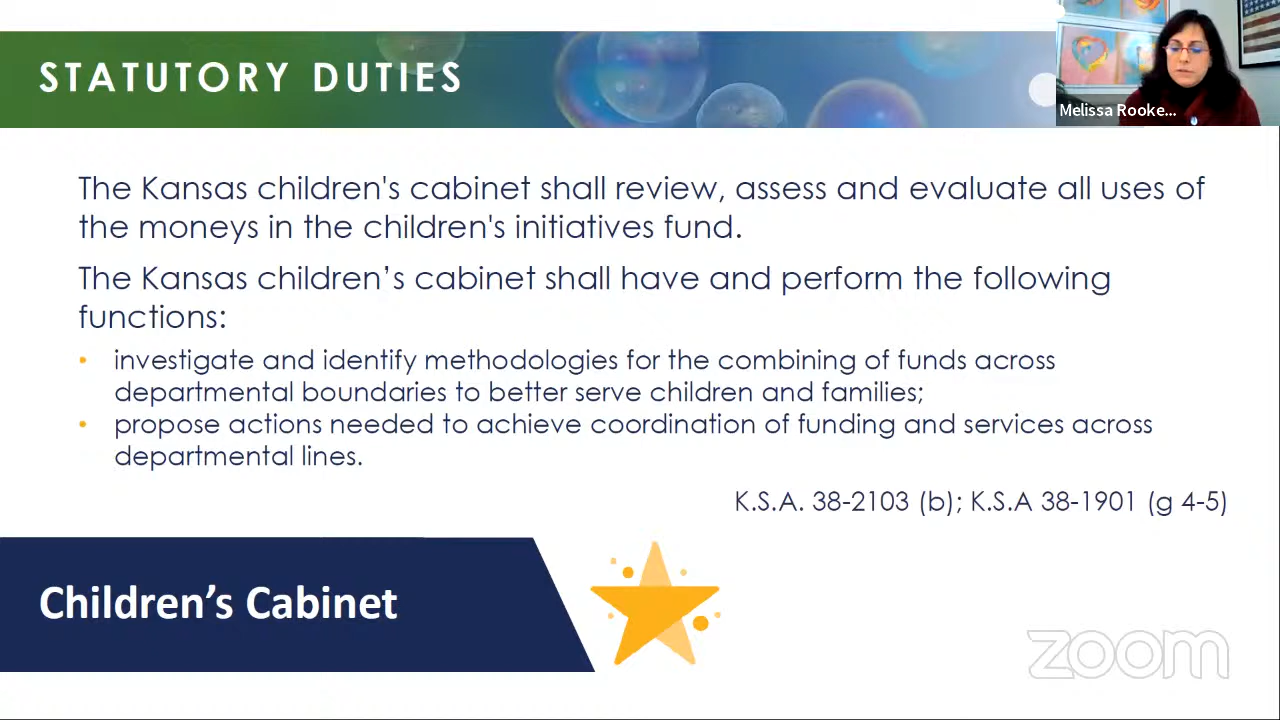 STATUTORY DUTIES
Melissa Rooke...
The Kansas children's cabinet shall review, assess and evaluate all uses of
the moneys in the children's initiatives fund.
The Kansas children’s cabinet shall have and perform the following
functions:
• investigate and identify methodologies for the combining of funds across
departmental boundaries to better serve children and families;
• propose actions needed to achieve coordination of funding and services across
departmental lines.
K.S.A. 38-2103 (b); K.S.A 38-1901 (g 4-5)
Children’s Cabinet
zoom